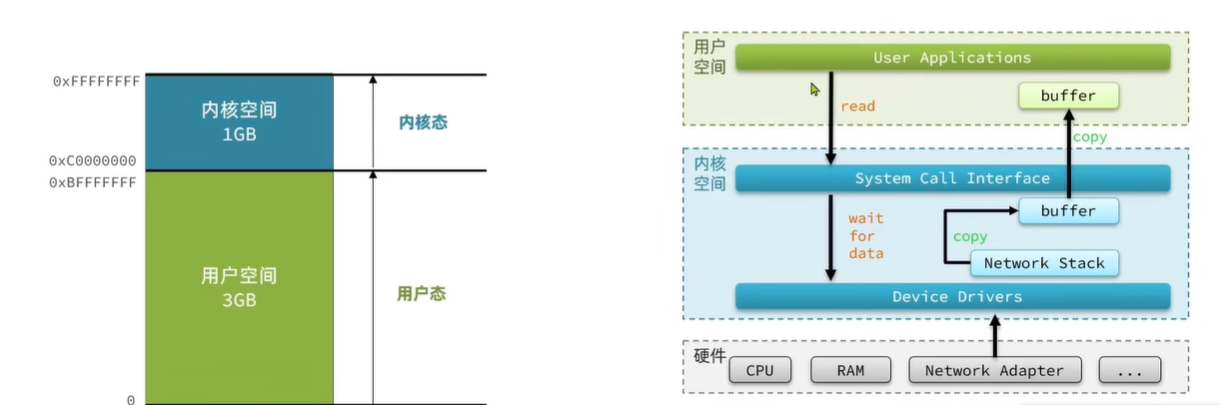 0xFFFFFFFF
内核空间
1GB
内核态
0xC0000000
0xBFFFFFFF
用户空间
3GB
用户态
0
用户
空间
User Applications
read
buffer
copy
内核
空间
System Call Interface
wait
for
data
buffer
copy
Network Stack
Device Drivers
硬件
CPU
RAM
Network Adapter
...